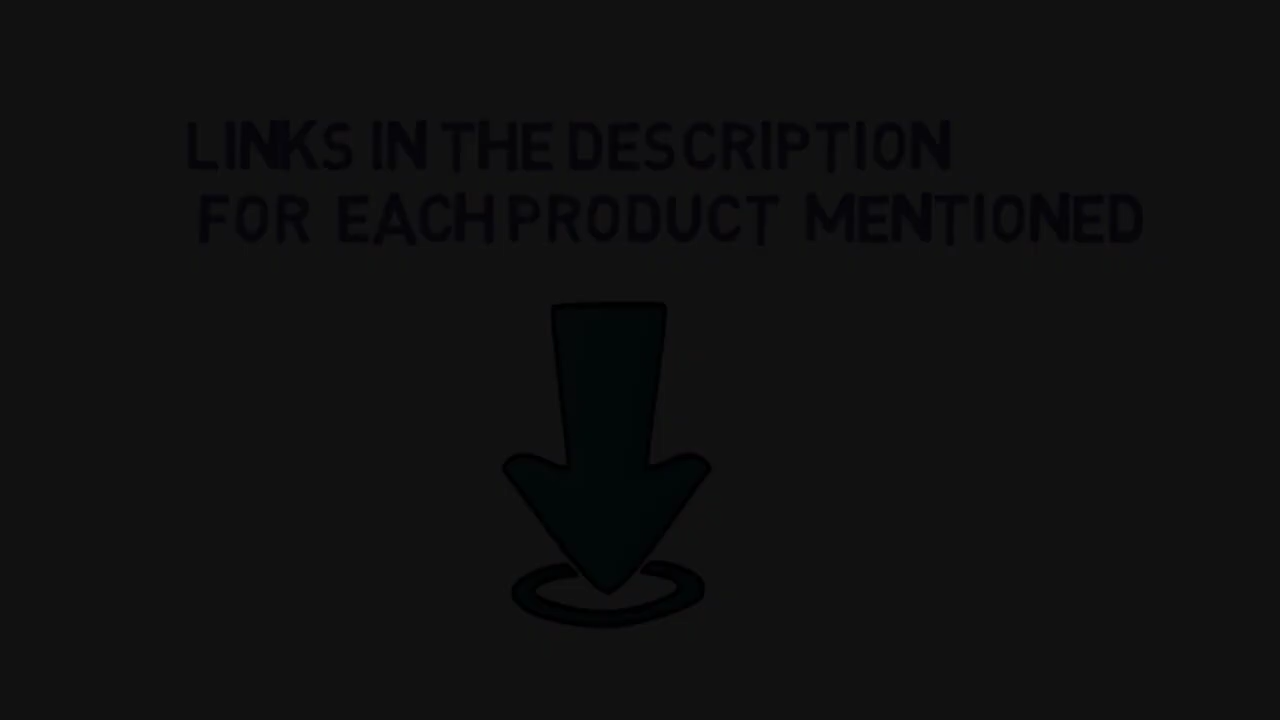 LINKS IN THE DESCRIPTION
FOR EACH PRODUCT MENTIONED